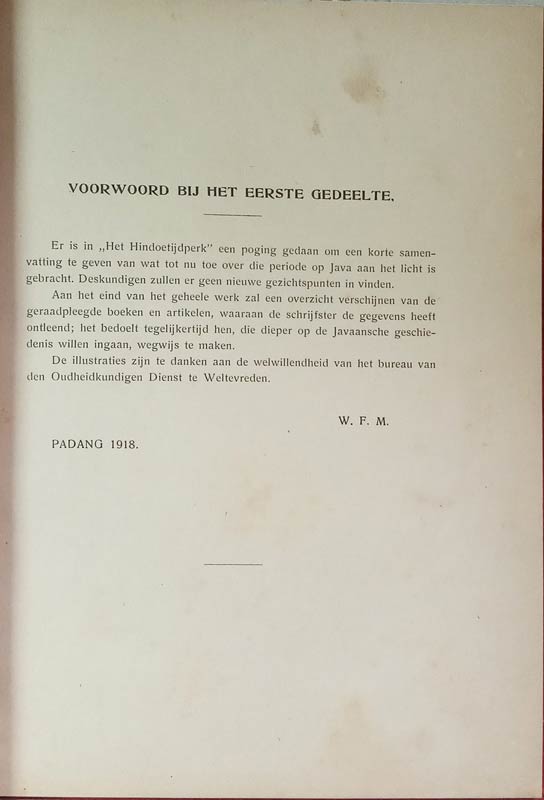 VOORWOORD BIJ HET EERSTE GEDEELTE.
Er is in „Het Hindoetijdperk" een poging gedaan om een korte samen-
vatting te geven van wat tot nu toe over die periode op Java aan het licht is
gebracht. Deskundigen zullen er geen nieuwe gezichtspunten in vinden.
Aan het eind van het geheele werk zal een overzicht verschijnen van de
geraadpleegde boeken en artikelen, waaraan de schrijfster de gegevens heeft
ontleend; het bedoelt tegelijkertijd hen, die dieper op de Javaansche geschie-
denis willen ingaan, wegwijs te maken.
De illustraties zijn te danken aan de welwillendheid van het bureau van
den Oudheidkundigen Dienst te Weltevreden.
W. F. M.
PADANG 1918.